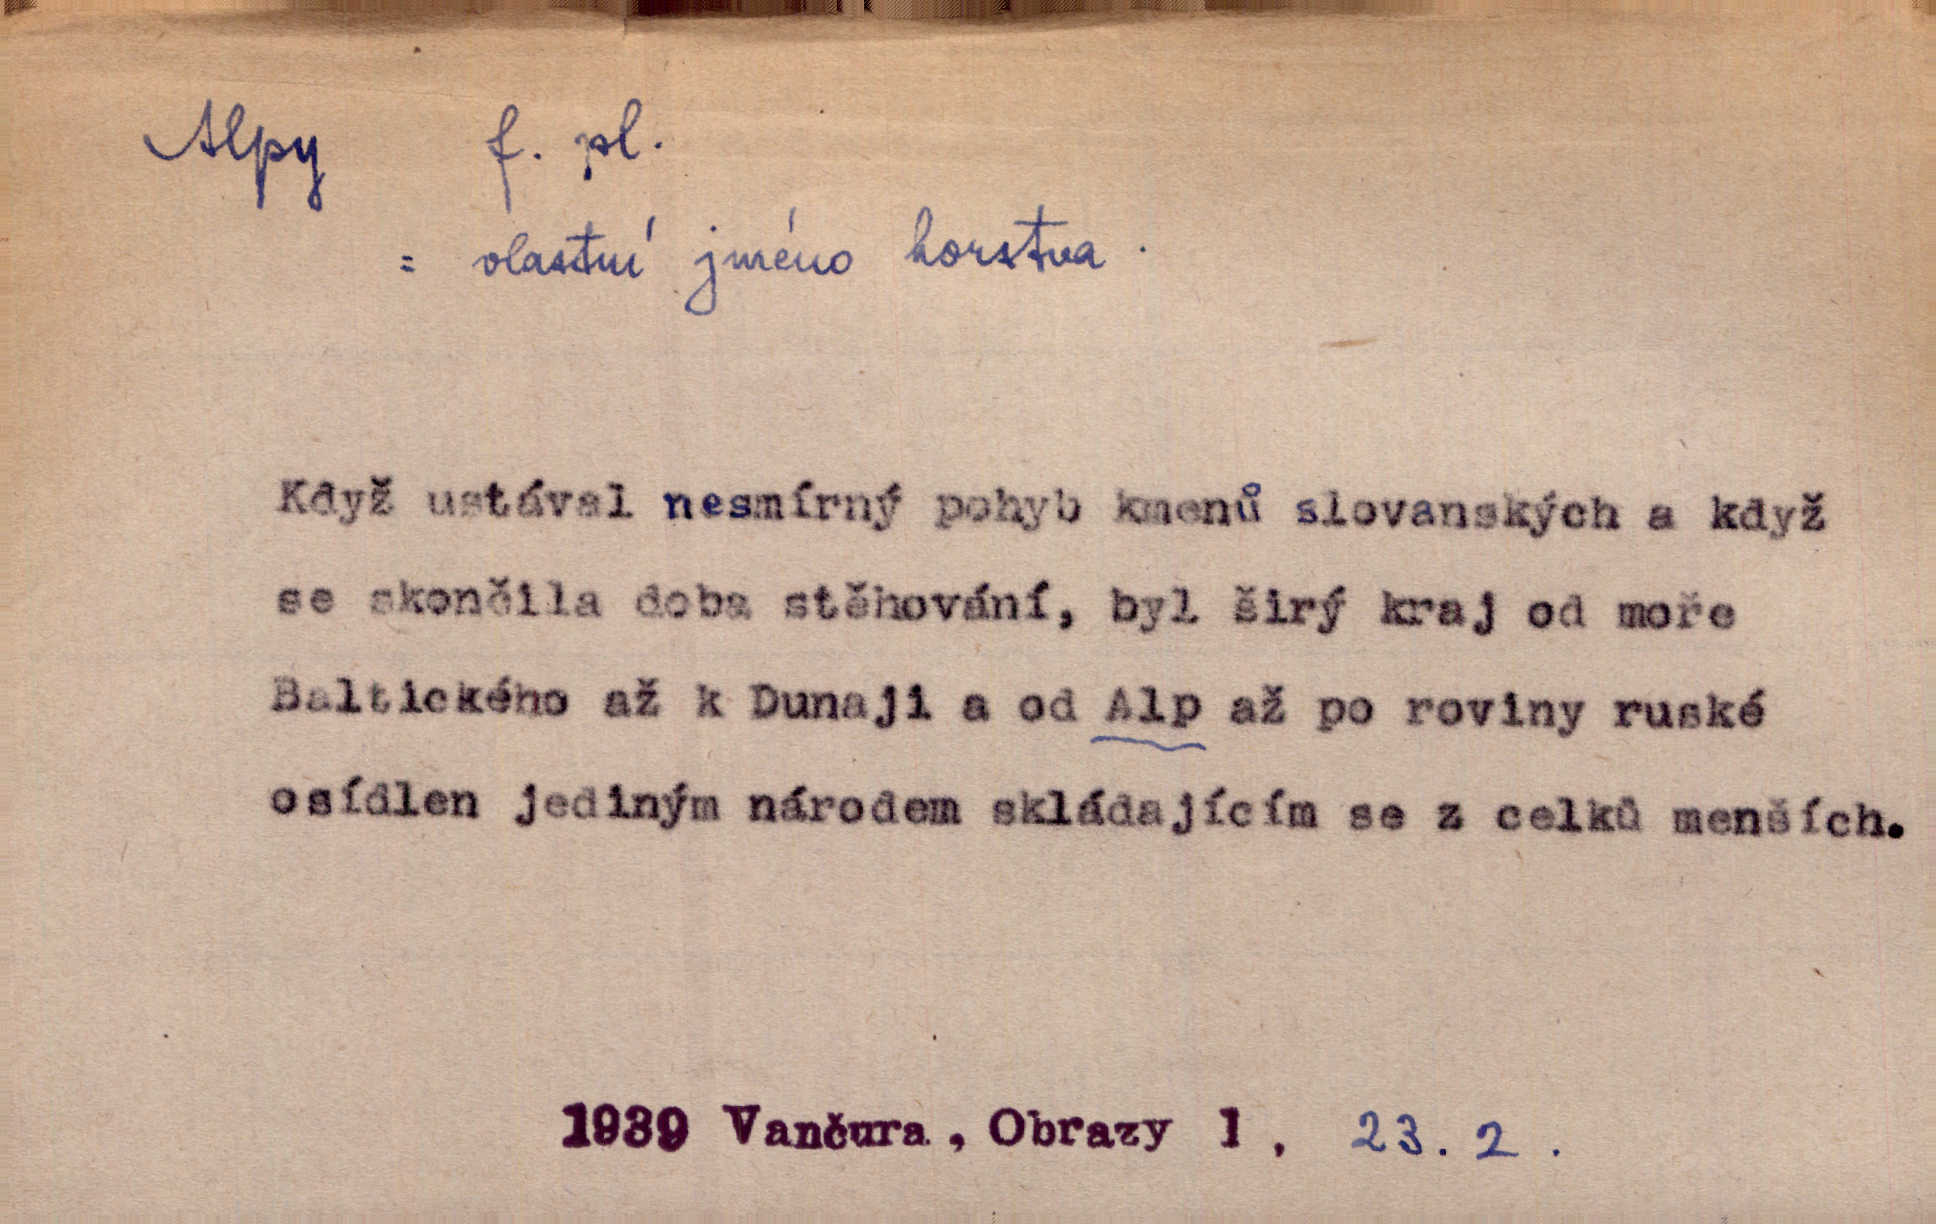 Alpy f. pl.
= vlastní jméno horstva.
Když ustával nesmírný pohyb kmenů slovanských a když
se skončila doba stěhování, byl širý kraj od moře
Baltického až k Dunaji a od Alp až po roviny ruské
osídlen jediným národem skládajícím se z celků menších.
1939 Vančura, Obrazy 1, 23. 2.